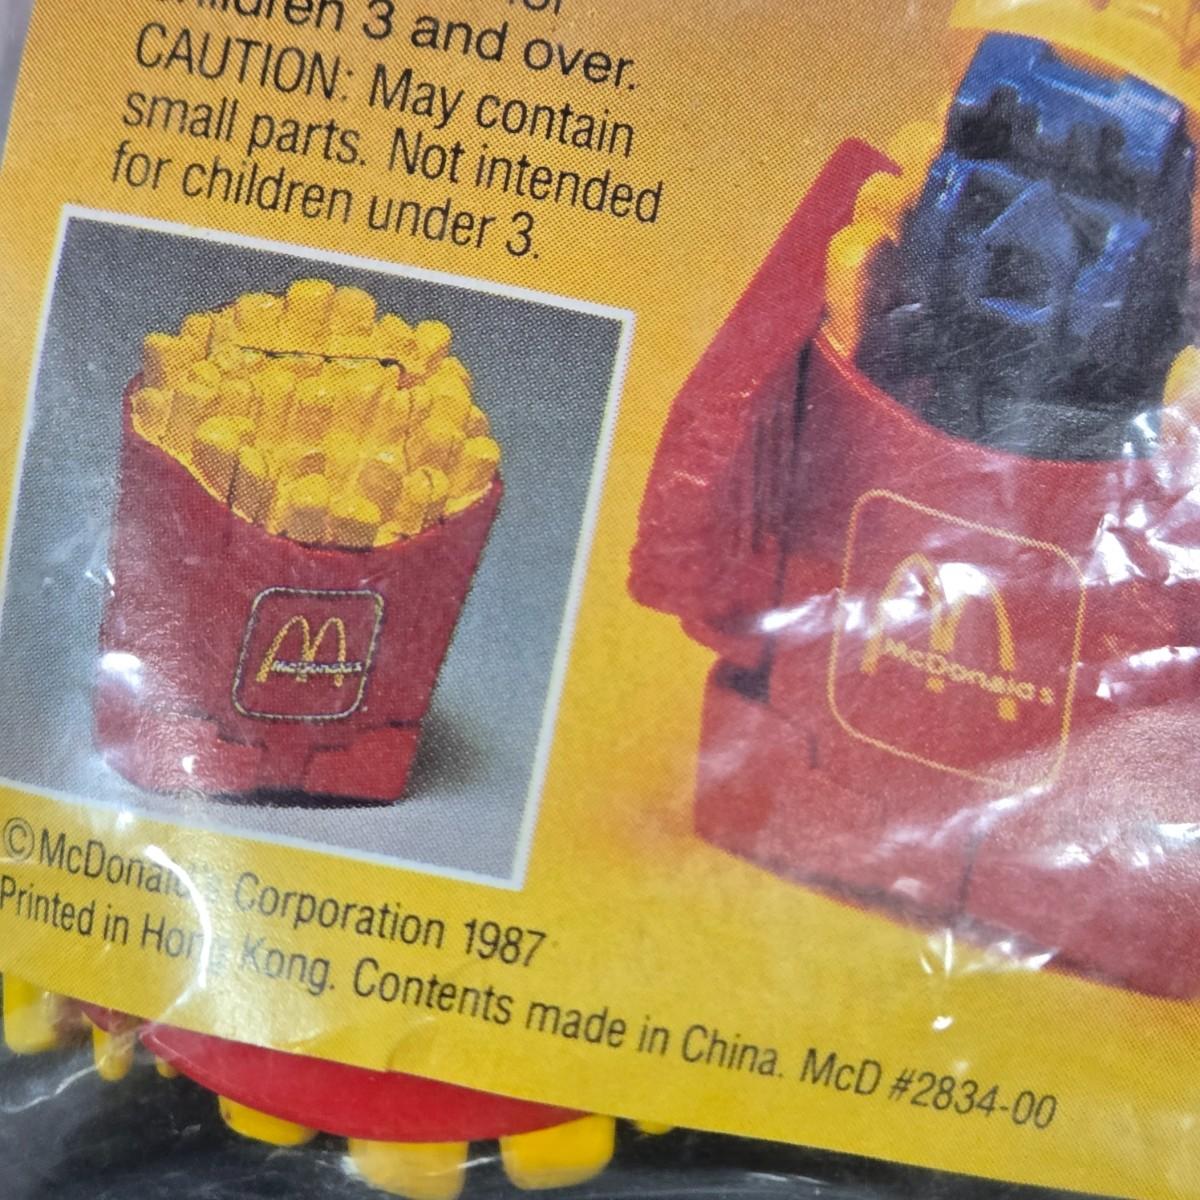 children 3 and over.
CAUTION: May contain
small parts. Not intended
for children under 3.
McDonald's
McDonald's
© McDonald's Corporation 1987
Printed in Hong Kong. Contents made in China. McD #2834-00